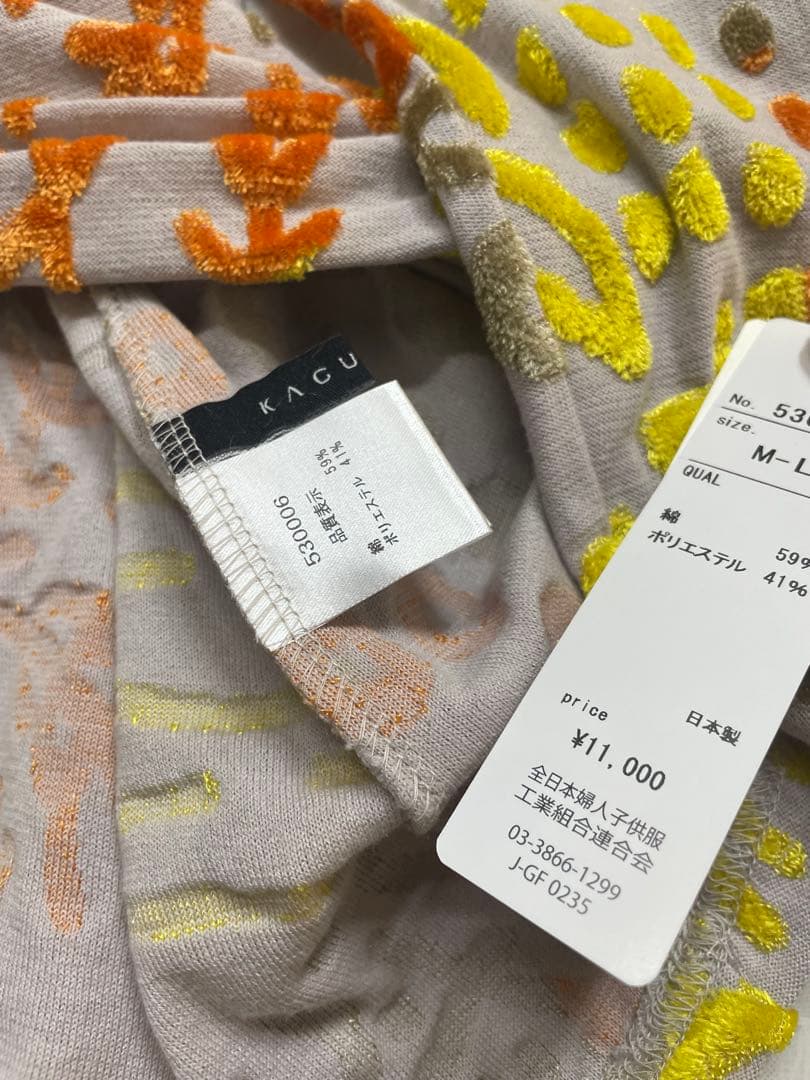 KAGU
530006
品質表示
綿 59%
ポリエステル 41%
No. 530
size.
M-L
QUAL
綿 59%
ポリエステル 41%
price
日本製
¥11,000
全日本婦人子供服
工業組合連合会
03-3866-1299
J-GF 0235